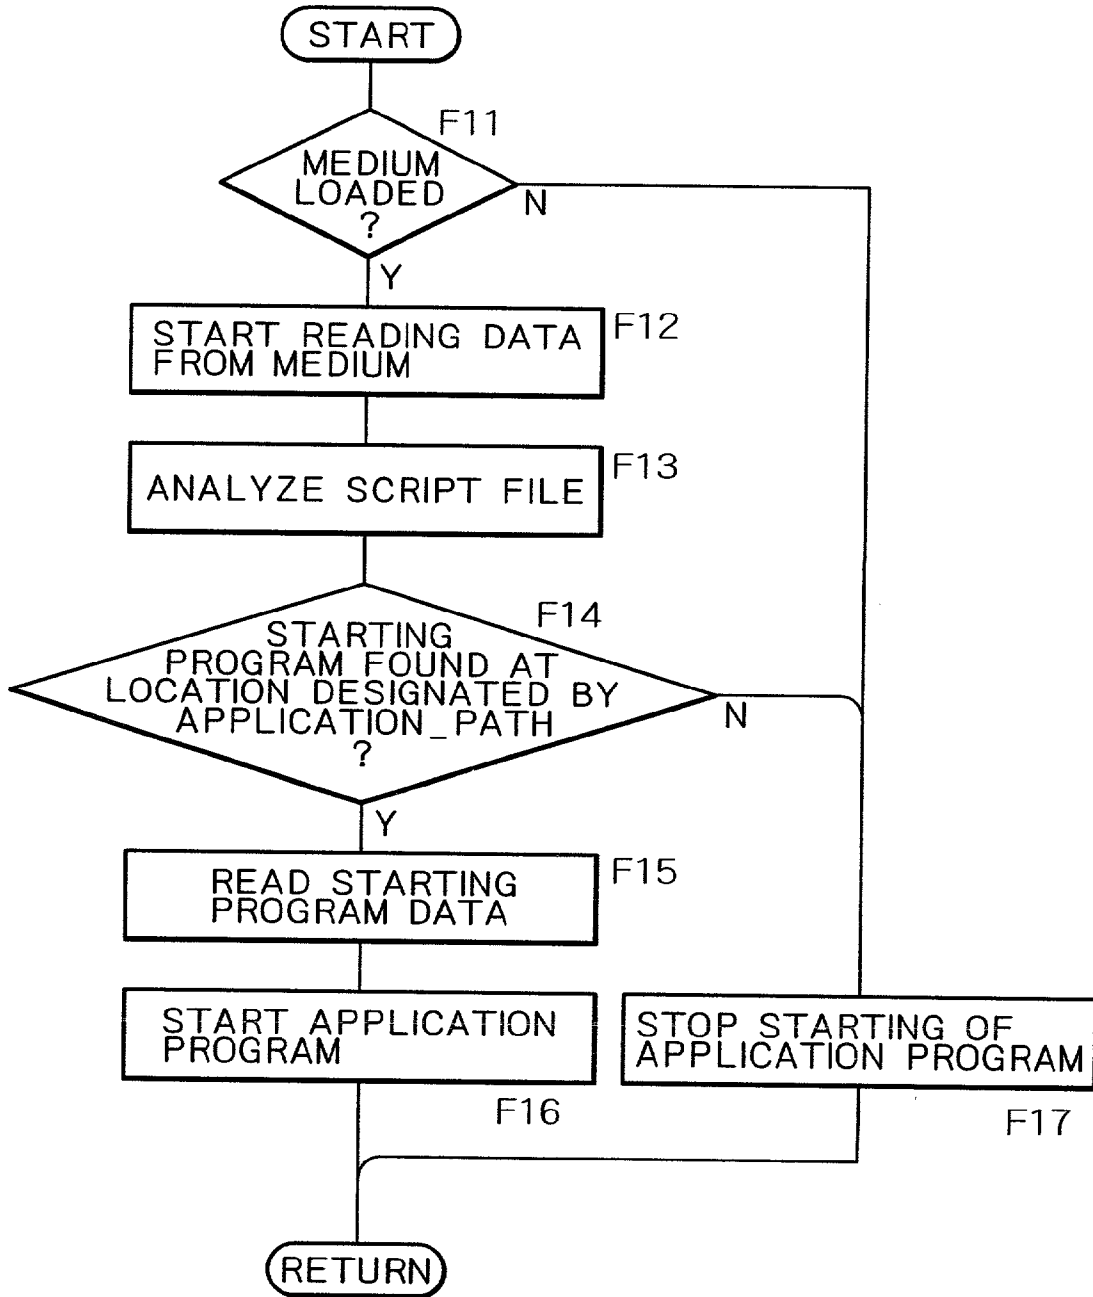 START
F11
MEDIUM
LOADED
?
N
Y
START READING DATA
FROM MEDIUM
F12
ANALYZE SCRIPT FILE
F13
F14
STARTING
PROGRAM FOUND AT
LOCATION DESIGNATED BY
APPLICATION_PATH
?
N
Y
READ STARTING
PROGRAM DATA
F15
START APPLICATION
PROGRAM
F16
STOP STARTING OF
APPLICATION PROGRAM
F17
RETURN